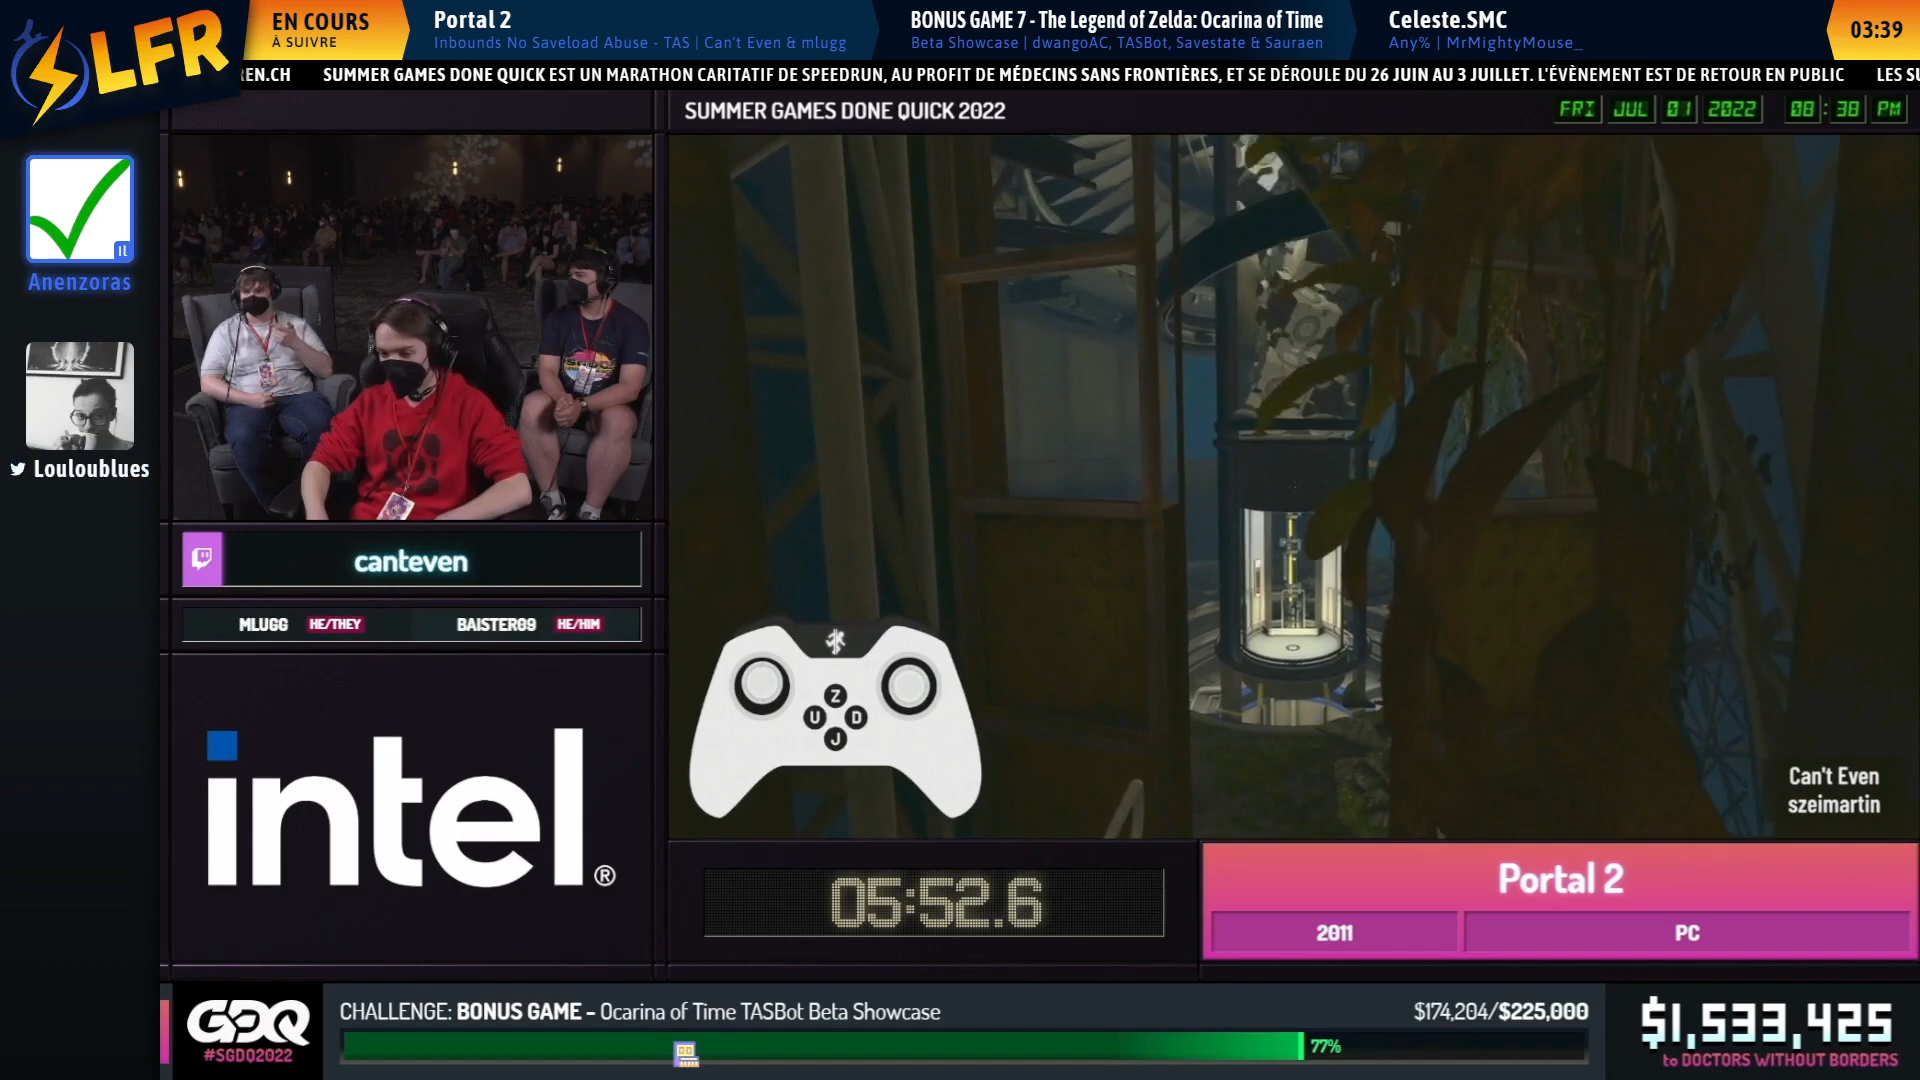 LFR
EN COURS
À SUIVRE
Portal 2
Inbounds No Saveload Abuse - TAS | Can't Even & mlugg
BONUS GAME 7 - The Legend of Zelda: Ocarina of Time
Beta Showcase | dwangoAC, TASBot, Savestate & Sauraen
Celeste.SMC
Any% | MrMightyMouse_
03:39
REN.CH SUMMER GAMES DONE QUICK EST UN MARATHON CARITATIF DE SPEEDRUN, AU PROFIT DE MÉDECINS SANS FRONTIÈRES, ET SE DÉROULE DU 26 JUIN AU 3 JUILLET. L'ÉVÈNEMENT EST DE RETOUR EN PUBLIC LES SU
SUMMER GAMES DONE QUICK 2022
FRI JUL 01 2022 08:38 PM
Anenzoras
Louloublues
canteven
MLUGG HE/THEY BAISTER09 HE/HIM
intel®
Z
U D
J
Can't Even
szeimartin
05:52.6
Portal 2
2011 PC
GDQ
#SGDQ2022
CHALLENGE: BONUS GAME – Ocarina of Time TASBot Beta Showcase
$174,204/$225,000
77%
$1,533,425
to DOCTORS WITHOUT BORDERS